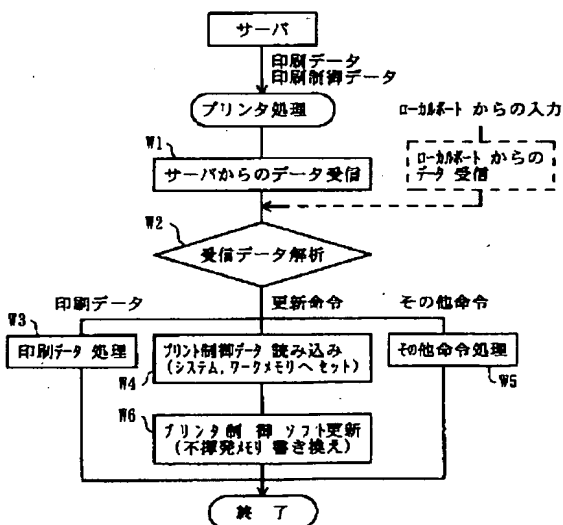 サーバ
印刷データ
印刷制御データ
プリンタ処理
ローカルポート からの入力
W1
サーバからのデータ受信
ローカルポート からの
データ 受信
W2
受信データ解析
印刷データ
更新命令
その他命令
W3
印刷データ 処理
プリント制御データ 読み込み
(システム,ワークメモリへ セット)
W4
その他命令処理
W5
W6
プリンタ制 御 ソフト更新
(不揮発メモリ 書き換え)
終 了